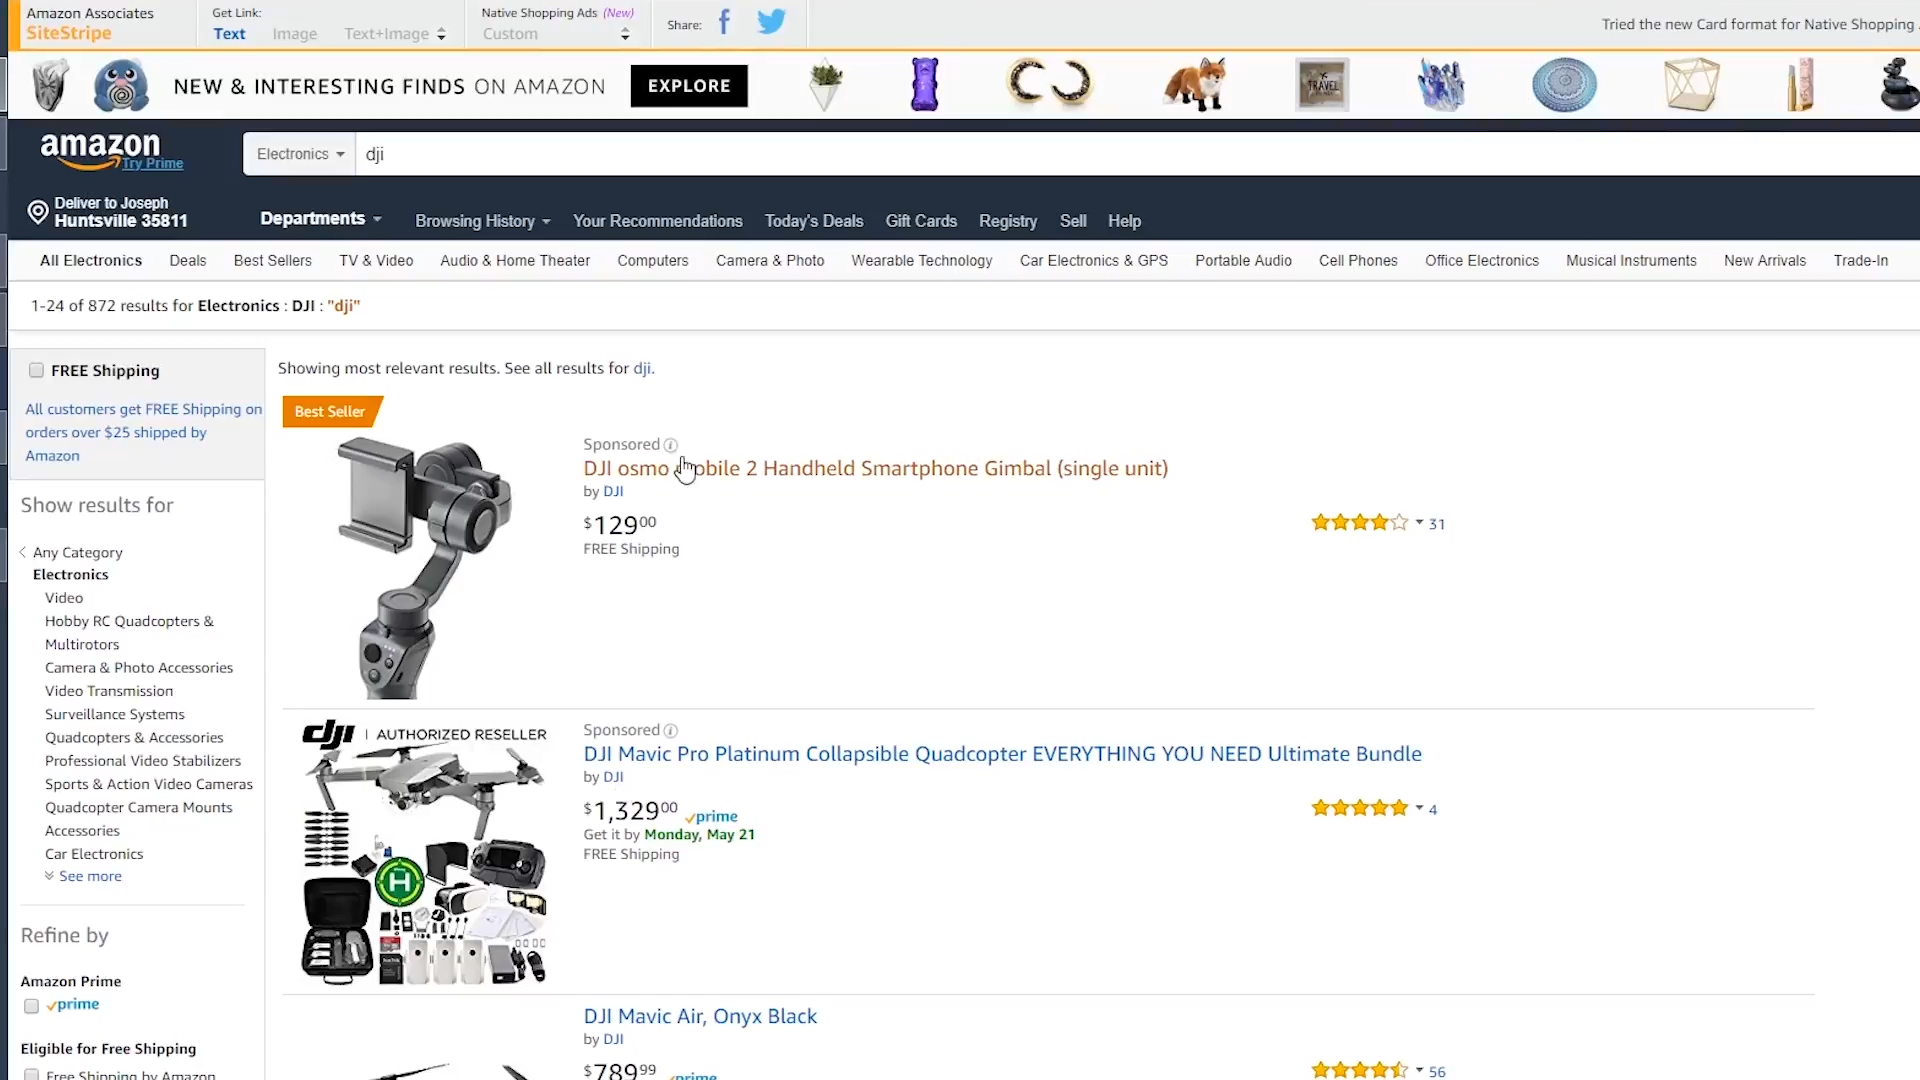 Amazon Associates
SiteStripe
Get Link:
Text Image Text+Image
Native Shopping Ads (New)
Custom
Share:
Tried the new Card format for Native Shopping
NEW & INTERESTING FINDS ON AMAZON EXPLORE
TRAVEL
amazon
Try Prime
Electronics dji
Deliver to Joseph
Huntsville 35811
Departments Browsing History Your Recommendations Today's Deals Gift Cards Registry Sell Help
All Electronics Deals Best Sellers TV & Video Audio & Home Theater Computers Camera & Photo Wearable Technology Car Electronics & GPS Portable Audio Cell Phones Office Electronics Musical Instruments New Arrivals Trade-In
1-24 of 872 results for Electronics : DJI : "dji"
FREE Shipping
All customers get FREE Shipping on
orders over $25 shipped by
Amazon
Show results for
Any Category
Electronics
Video
Hobby RC Quadcopters &
Multirotors
Camera & Photo Accessories
Video Transmission
Surveillance Systems
Quadcopters & Accessories
Professional Video Stabilizers
Sports & Action Video Cameras
Quadcopter Camera Mounts
Accessories
Car Electronics
See more
Refine by
Amazon Prime
prime
Eligible for Free Shipping
Free Shipping by Amazon
Showing most relevant results. See all results for dji.
Best Seller
Sponsored
DJI osmo mobile 2 Handheld Smartphone Gimbal (single unit)
by DJI
$129 00
FREE Shipping
31
dji | AUTHORIZED RESELLER
H
Sponsored
DJI Mavic Pro Platinum Collapsible Quadcopter EVERYTHING YOU NEED Ultimate Bundle
by DJI
$1,329 00 prime
Get it by Monday, May 21
FREE Shipping
4
DJI Mavic Air, Onyx Black
by DJI
$789 99 prime
56